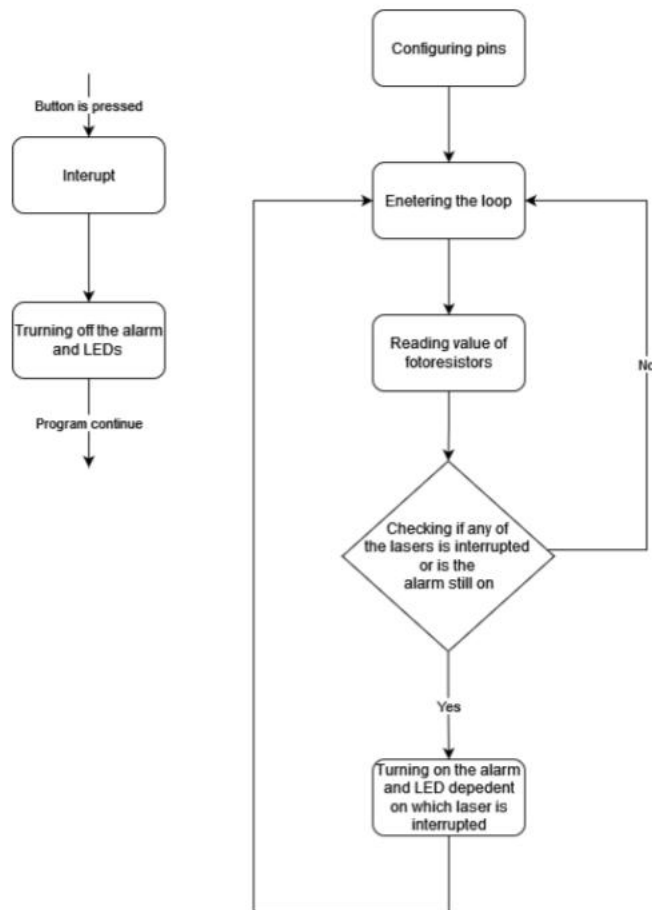 Button is pressed
Interupt
Trurning off the alarm
and LEDs
Program continue
Configuring pins
Enetering the loop
Reading value of
fotoresistors
No
Checking if any of
the lasers is interrupted
or is the
alarm still on
Yes
Turning on the alarm
and LED depedent
on which laser is
interrupted